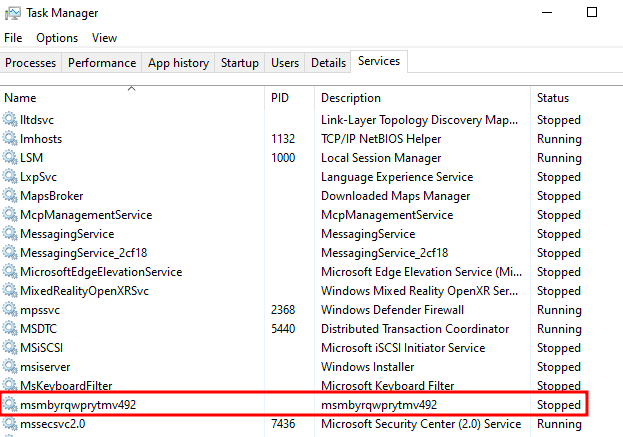 Task Manager
File Options View
Processes Performance App history Startup Users Details Services
Name PID Description Status
lltdsvc Link-Layer Topology Discovery Map... Stopped
lmhosts 1132 TCP/IP NetBIOS Helper Running
LSM 1000 Local Session Manager Running
LxpSvc Language Experience Service Stopped
MapsBroker Downloaded Maps Manager Stopped
McpManagementService McpManagementService Stopped
MessagingService MessagingService Stopped
MessagingService_2cf18 MessagingService_2cf18 Stopped
MicrosoftEdgeElevationService Microsoft Edge Elevation Service (Mi... Stopped
MixedRealityOpenXRSvc Windows Mixed Reality OpenXR Ser... Stopped
mpssvc 2368 Windows Defender Firewall Running
MSDTC 5440 Distributed Transaction Coordinator Running
MSiSCSI Microsoft iSCSI Initiator Service Stopped
msiserver Windows Installer Stopped
MsKeyboardFilter Microsoft Keyboard Filter Stopped
msmbyrqwprytmv492 msmbyrqwprytmv492 Stopped
mssecsvc2.0 7436 Microsoft Security Center (2.0) Service Running